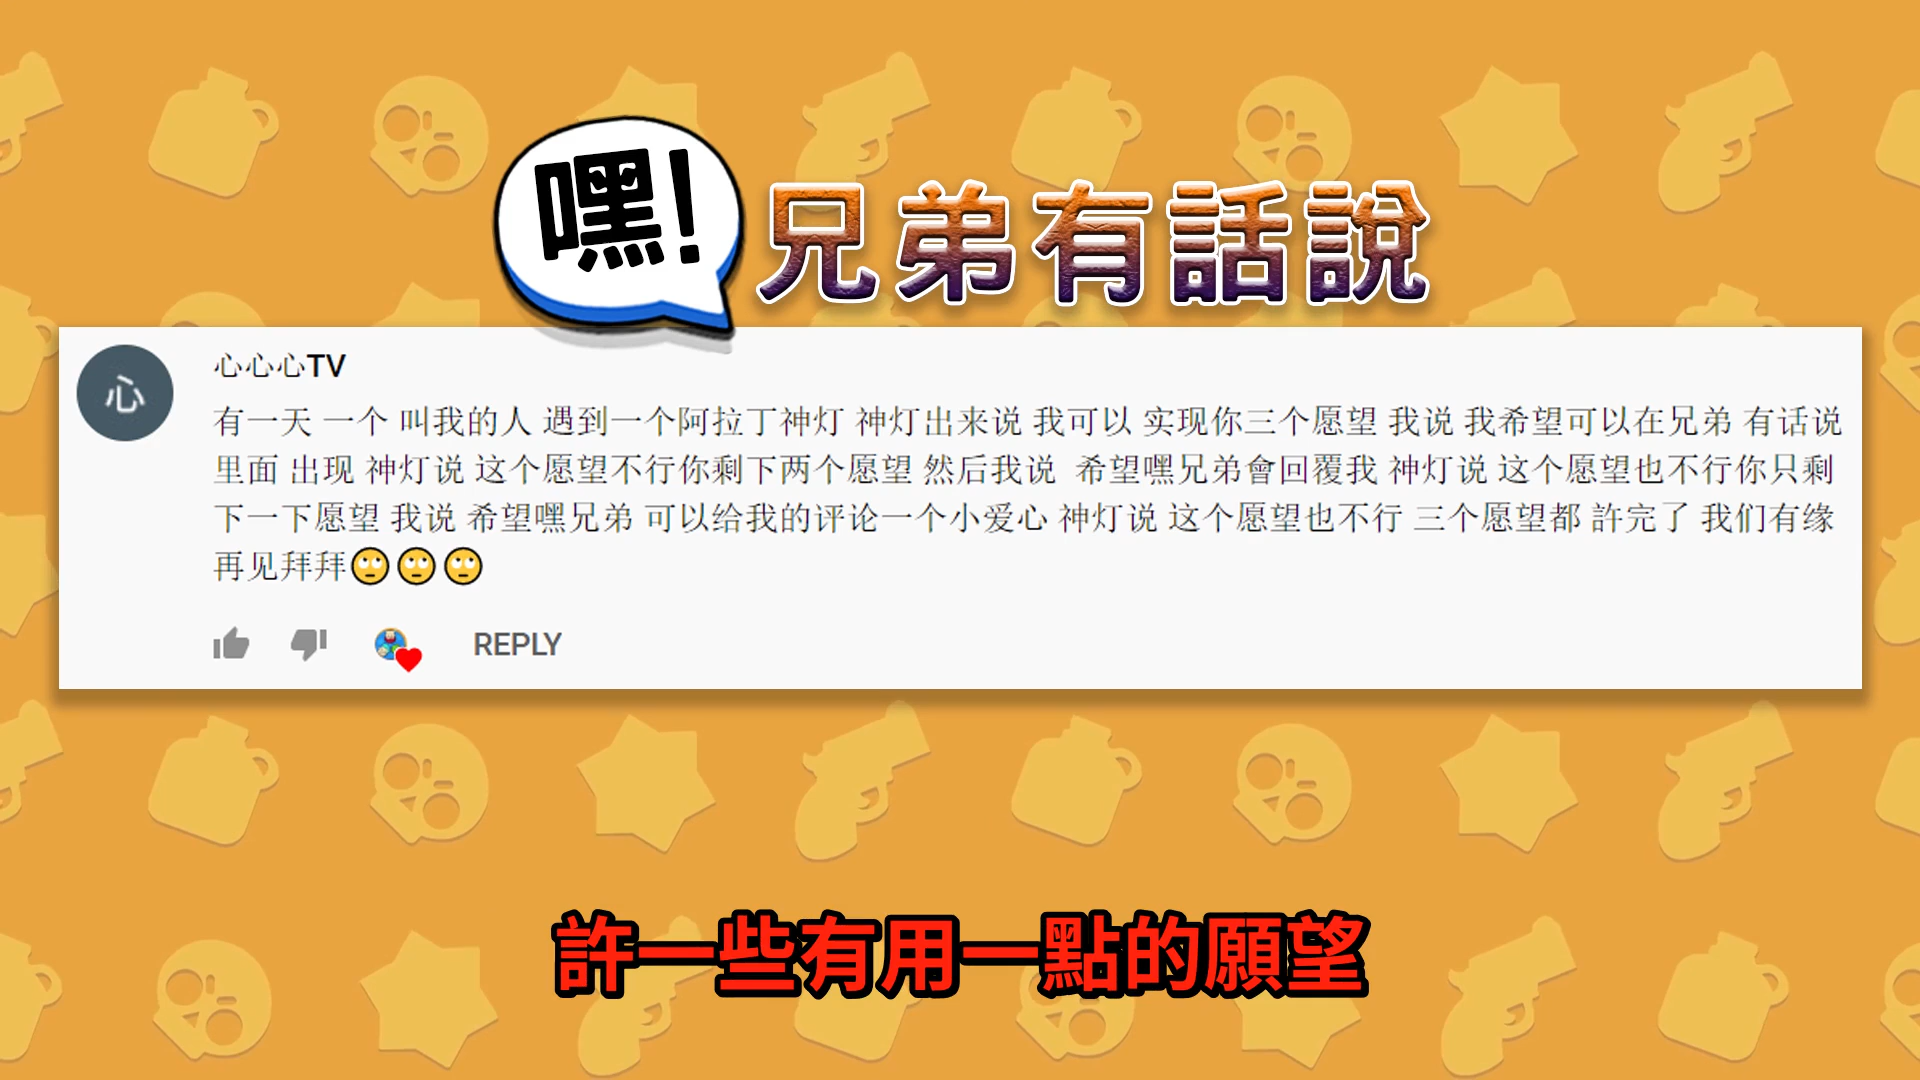 嘿!
兄弟有話說
心心心TV
心
有一天 一个 叫我的人 遇到一个阿拉丁神灯 神灯出来说 我可以 实现你三个愿望 我说 我希望可以在兄弟 有话说
里面 出现 神灯说 这个愿望不行你剩下两个愿望 然后我说  希望嘿兄弟會回覆我 神灯说 这个愿望也不行你只剩
下一下愿望 我说 希望嘿兄弟 可以给我的评论一个小爱心 神灯说 这个愿望也不行 三个愿望都 許完了 我们有缘
再见拜拜🙄🙄🙄
REPLY
許一些有用一點的願望